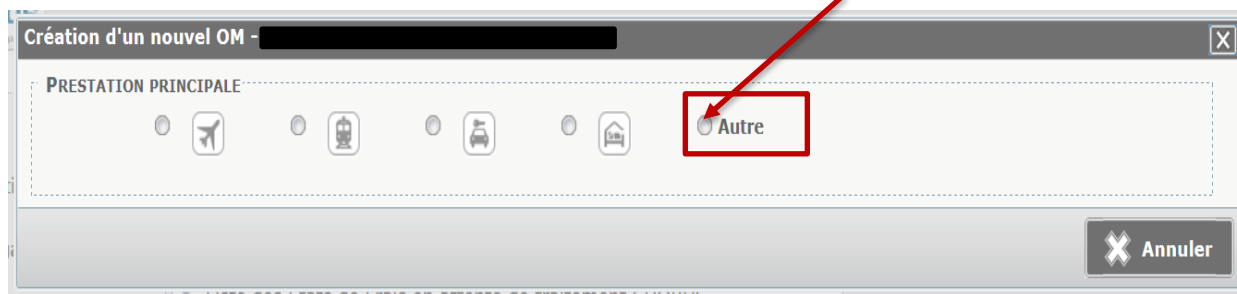 Création d'un nouvel OM -
X
PRESTATION PRINCIPALE
Autre
Annuler